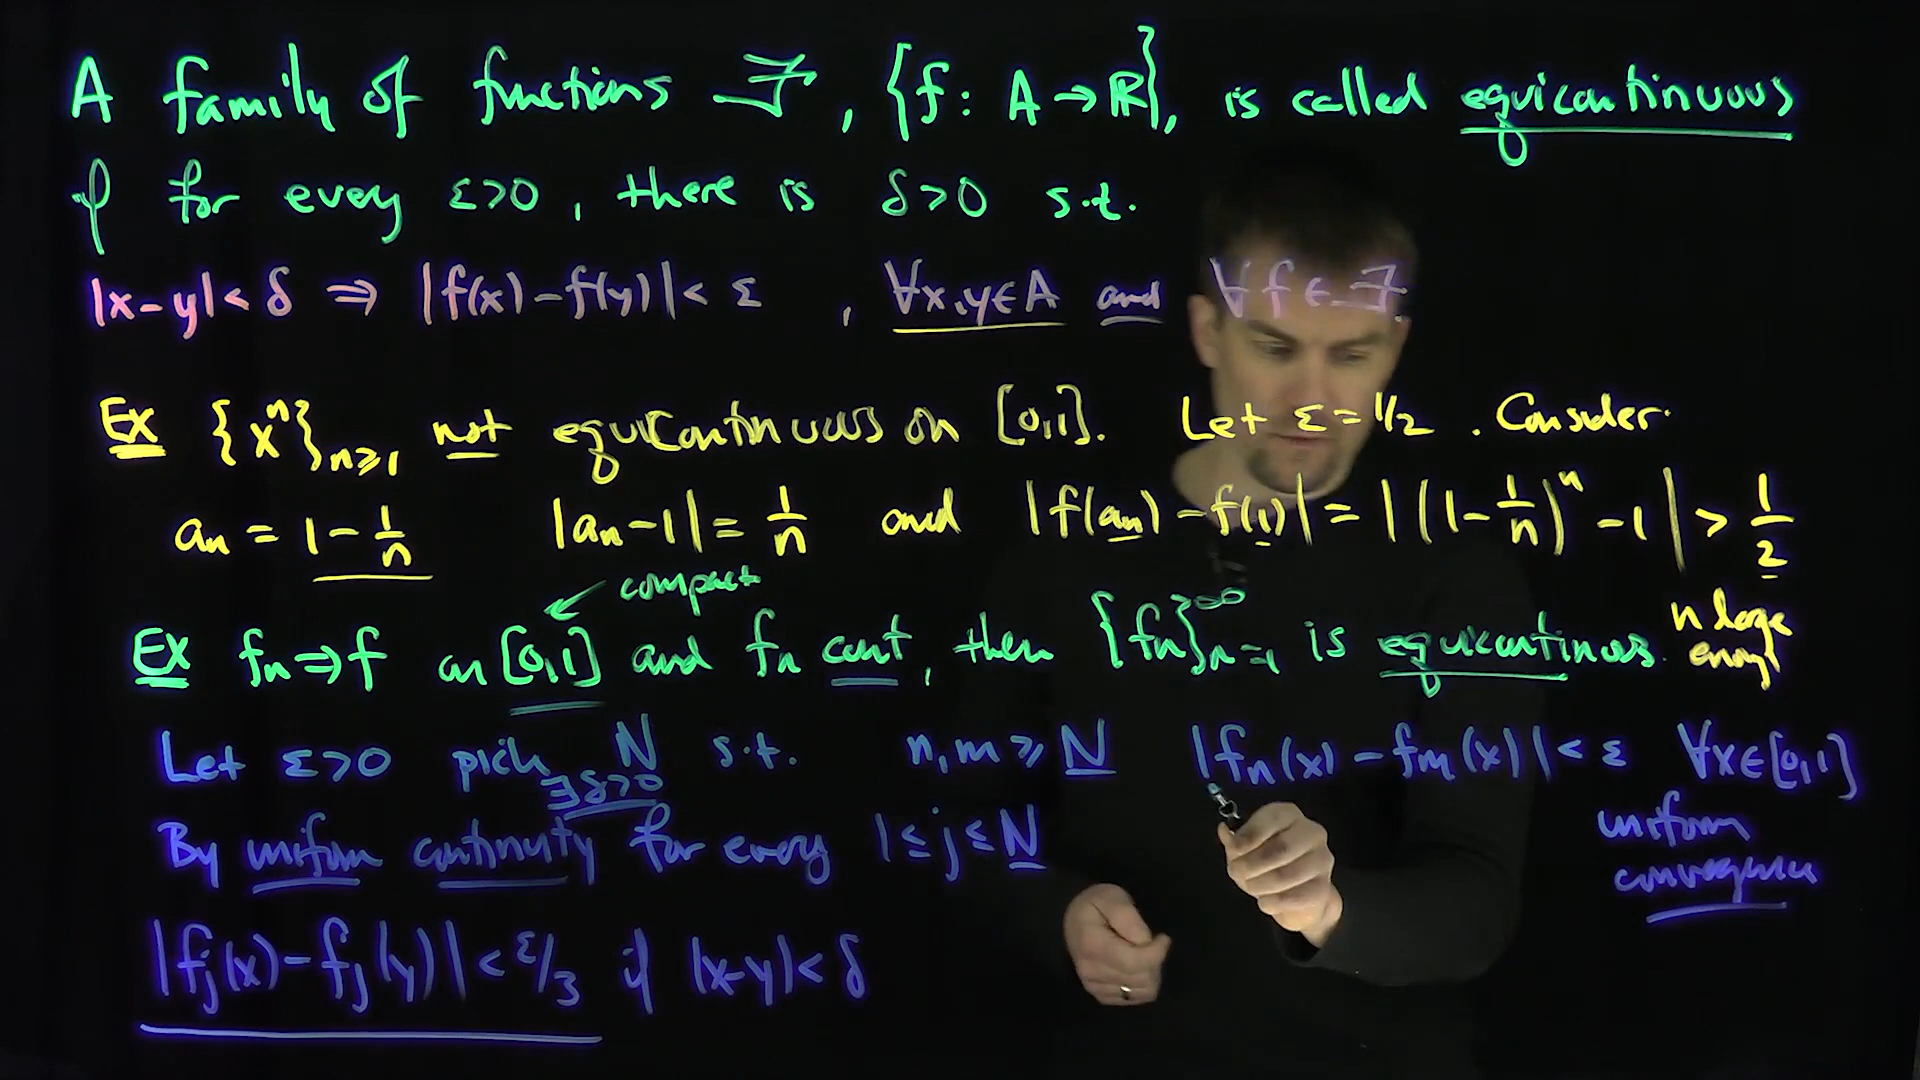 A family of functions ℱ, {f: A→ℝ}, is called equicontinuous
if for every ε>0, there is δ>0 s.t.
|x-y|<δ ⇒ |f(x)-f(y)|<ε, ∀x,y∈A and ∀f∈ℱ.
Ex {xⁿ}ₙ≥₁ not equicontinuous on [0,1]. Let ε=1/2. Consider
aₙ = 1-1/n |aₙ-1| = 1/n and |f(aₙ)-f(1)| = |(1-1/n)ⁿ-1| > 1/2
n large enough
compact
Ex fₙ⇒f on [0,1] and fₙ cont, then {fₙ}ₙ₌₁^∞ is equicontinuous.
Let ε>0 pick N s.t. n,m ≥ N |fₙ(x)-fₘ(x)|<ε ∀x∈[0,1]
uniform
convergence
∃δ>0
By uniform continuity for every 1≤j≤N
|fⱼ(x)-fⱼ(y)|<ε/3 if |x-y|<δ